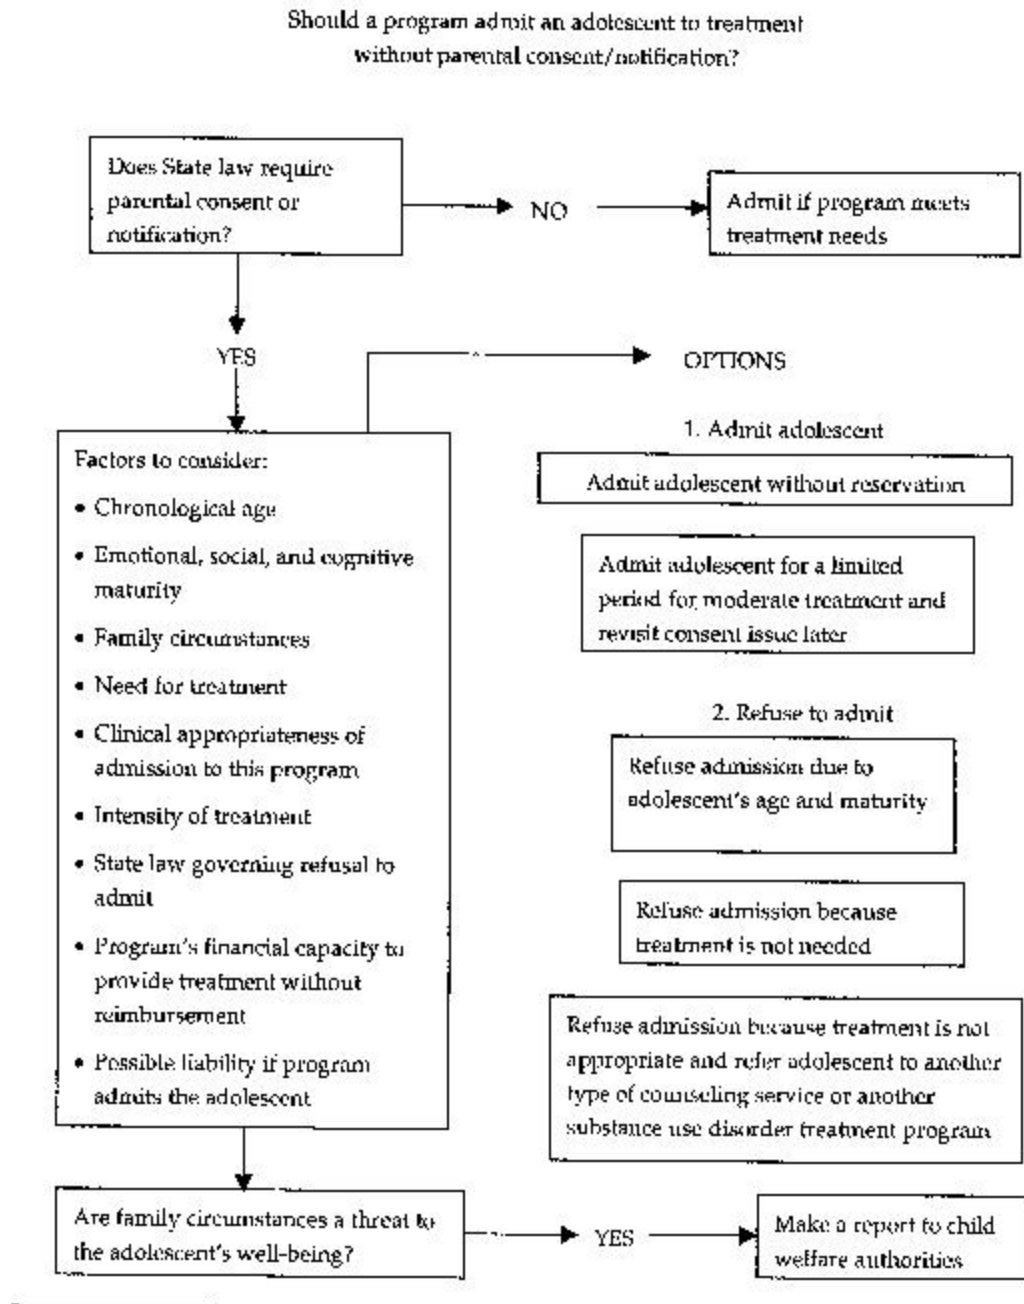 Should a program admit an adolescent to treatment
without parental consent/notification?
Does State law require
parental consent or
notification?
NO
Admit if program meets
treatment needs
YES
OPTIONS
Factors to consider:
• Chronological age
• Emotional, social, and cognitive
maturity
• Family circumstances
• Need for treatment
• Clinical appropriateness of
admission to this program
• Intensity of treatment
• State law governing refusal to
admit
• Program's financial capacity to
provide treatment without
reimbursement
• Possible liability if program
admits the adolescent
1. Admit adolescent
Admit adolescent without reservation
Admit adolescent for a limited
period for moderate treatment and
revisit consent issue later
2. Refuse to admit
Refuse admission due to
adolescent's age and maturity
Refuse admission because
treatment is not needed
Refuse admission because treatment is not
appropriate and refer adolescent to another
type of counseling service or another
substance use disorder treatment program
Are family circumstances a threat to
the adolescent's well-being?
YES
Make a report to child
welfare authorities